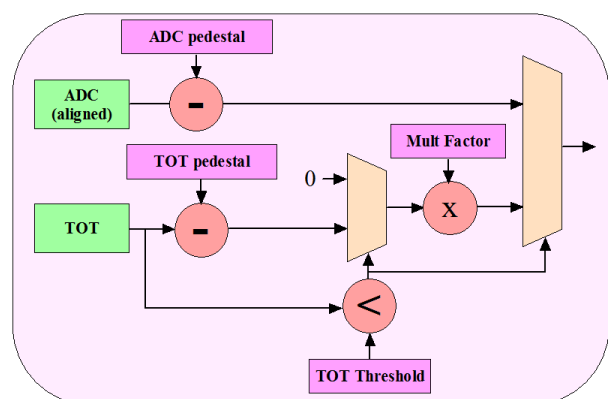 ADC pedestal
ADC
(aligned)
-
TOT pedestal
Mult Factor
0
TOT
-
x
<
TOT Threshold